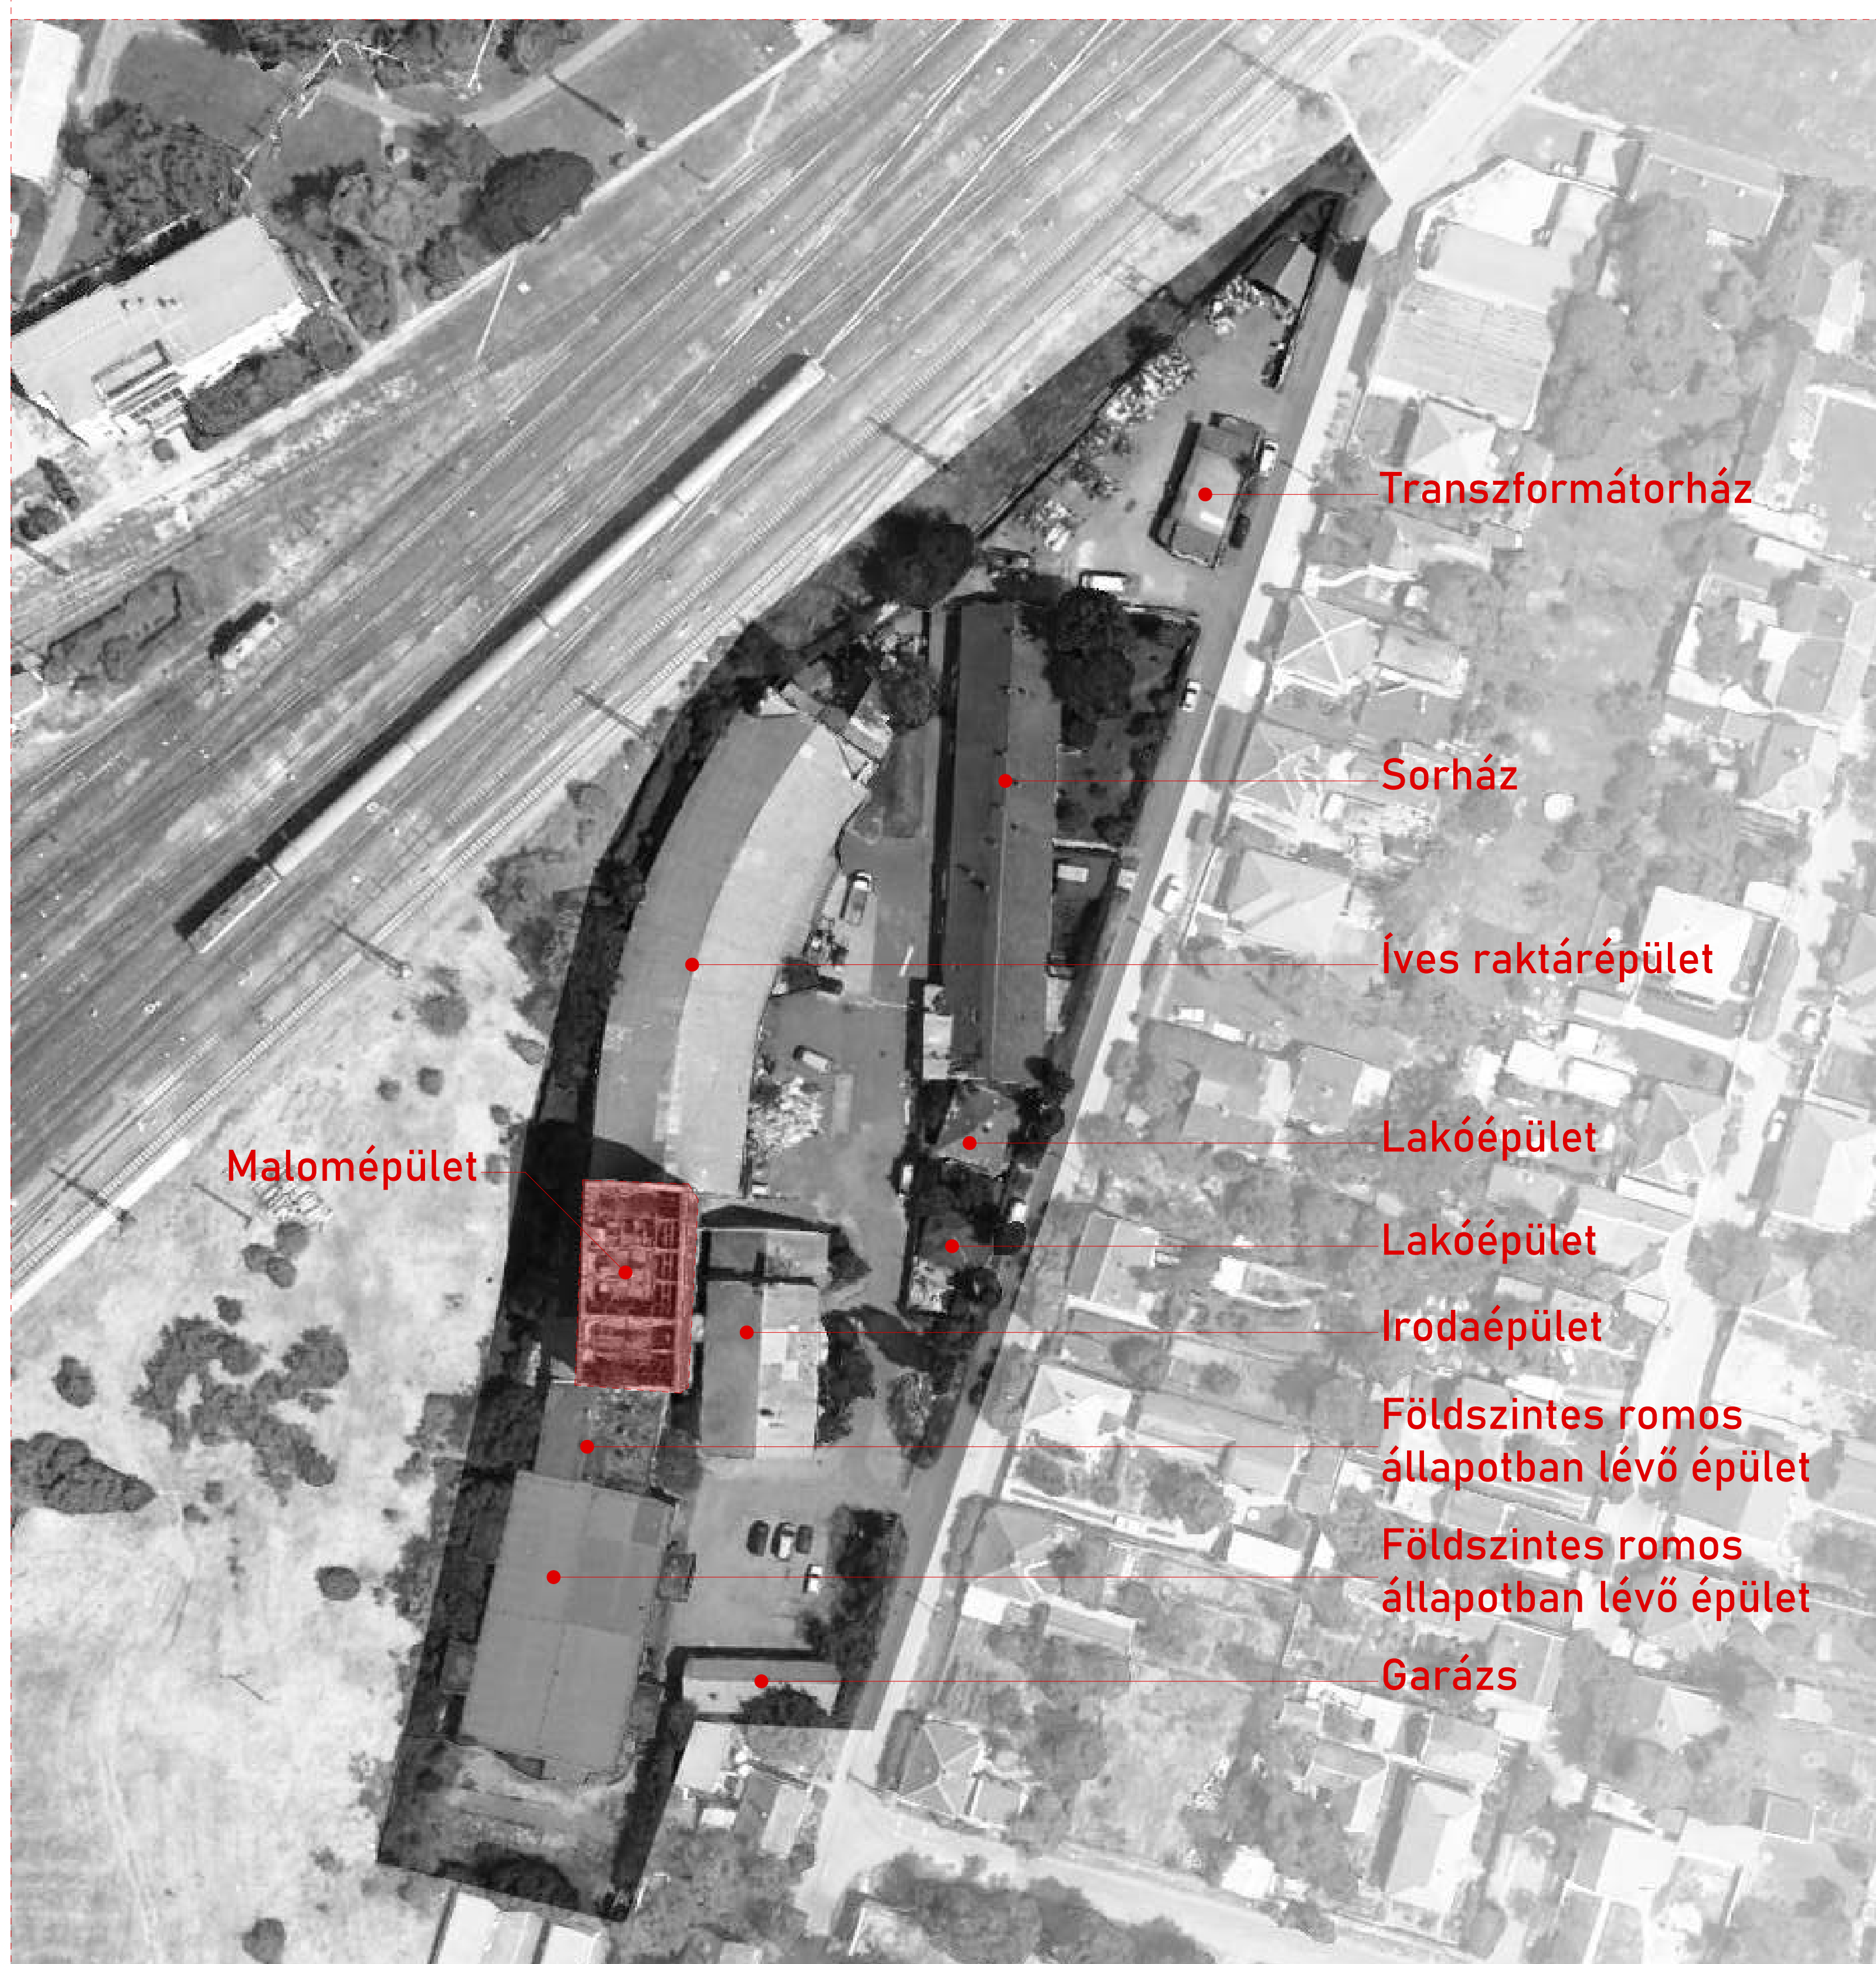 Transzformátorház
Sorház
Íves raktárépület
Lakóépület
Malomépület
Lakóépület
Irodaépület
Földszintes romos
állapotban lévő épület
Földszintes romos
állapotban lévő épület
Garázs